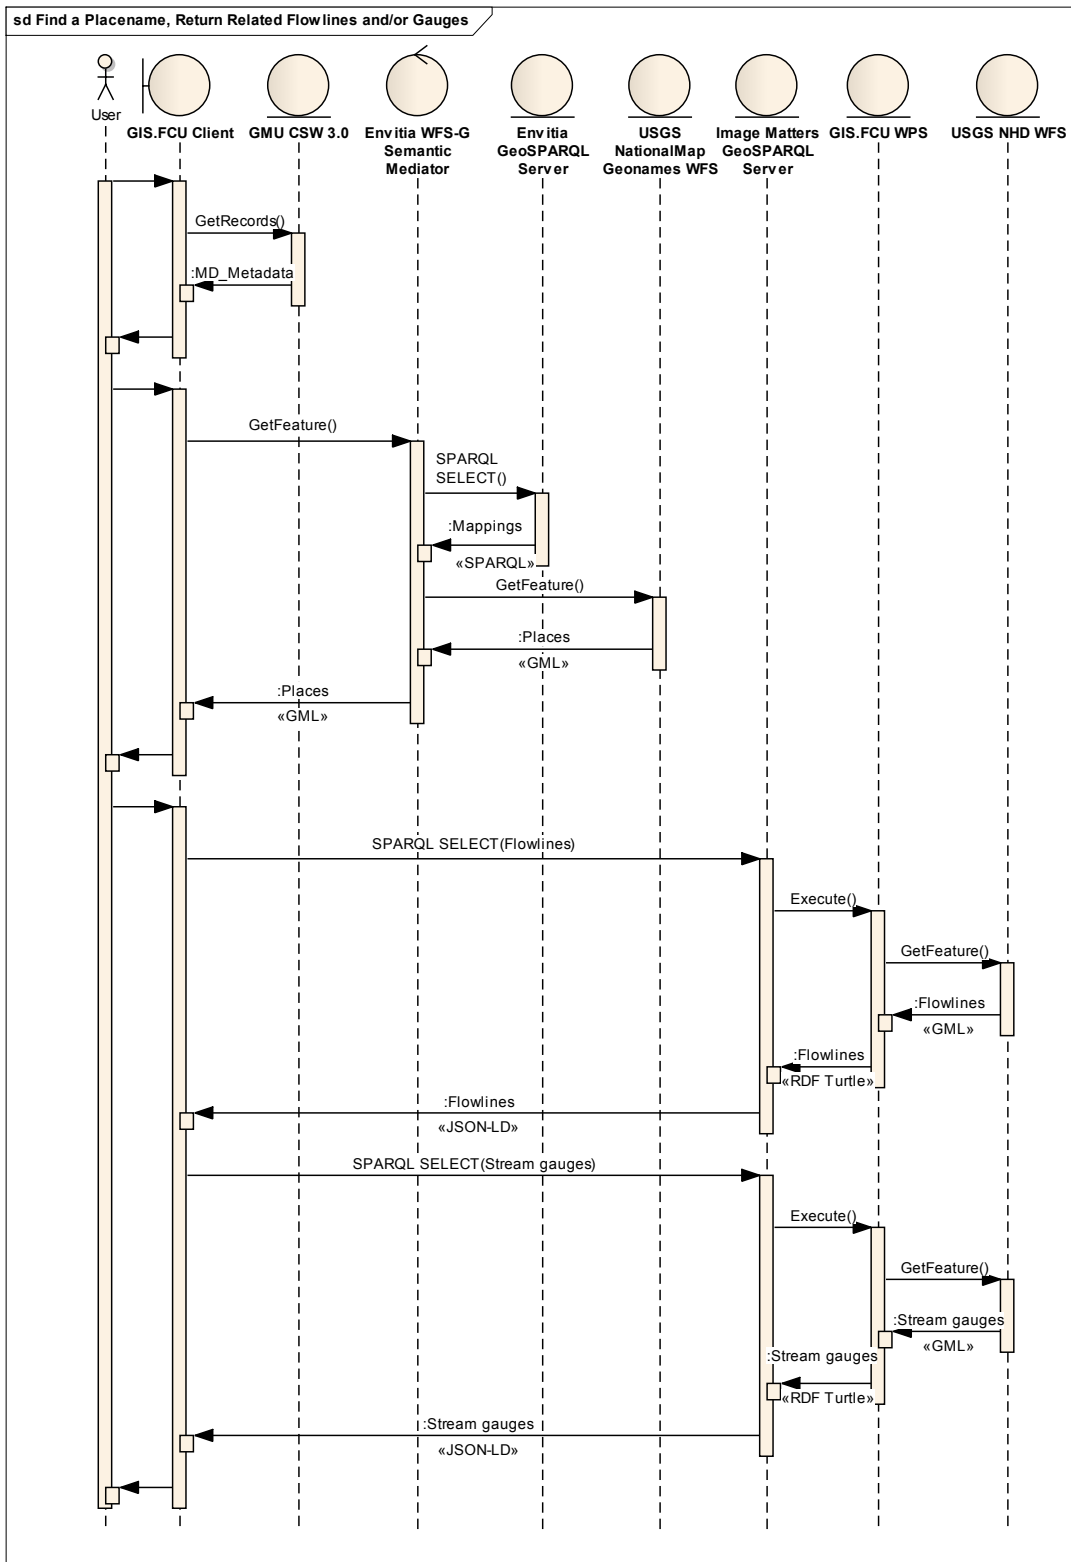 sd Find a Placename, Return Related Flowlines and/or Gauges
User
GIS.FCU Client
GMU CSW 3.0
Envitia WFS-G
Semantic
Mediator
Envitia
GeoSPARQL
Server
USGS
NationalMap
Geonames WFS
Image Matters
GeoSPARQL
Server
GIS.FCU WPS
USGS NHD WFS
GetRecords()
:MD_Metadata
GetFeature()
SPARQL
SELECT()
:Mappings
«SPARQL»
GetFeature()
:Places
«GML»
:Places
«GML»
SPARQL SELECT(Flowlines)
Execute()
GetFeature()
:Flowlines
«GML»
:Flowlines
«RDF Turtle»
:Flowlines
«JSON-LD»
SPARQL SELECT(Stream gauges)
Execute()
GetFeature()
:Stream gauges
«GML»
:Stream gauges
«RDF Turtle»
:Stream gauges
«JSON-LD»